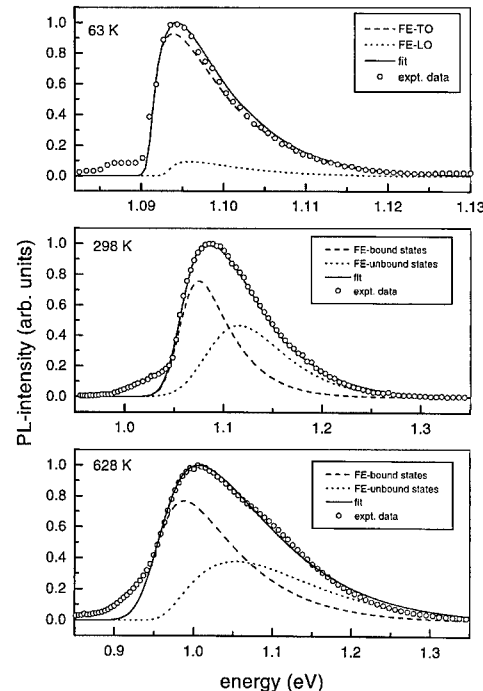 63 K
FE-TO
FE-LO
fit
expt. data
1.0
0.8
0.6
0.4
0.2
0.0
1.09 1.10 1.11 1.12 1.13
298 K
FE-bound states
FE-unbound states
fit
expt. data
1.0
0.8
0.6
0.4
0.2
0.0
1.0 1.1 1.2 1.3
PL-intensity (arb. units)
628 K
FE-bound states
FE-unbound states
fit
expt. data
1.0
0.8
0.6
0.4
0.2
0.0
0.9 1.0 1.1 1.2 1.3
energy (eV)